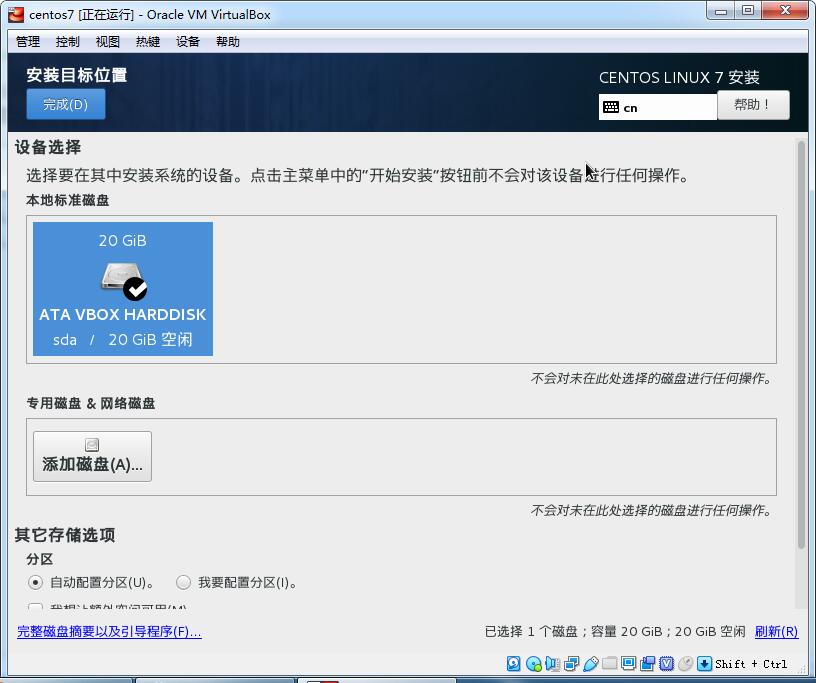 centos7 [正在运行] - Oracle VM VirtualBox
管理 控制 视图 热键 设备 帮助
安装目标位置
CENTOS LINUX 7 安装
完成(D)
cn
帮助！
设备选择
选择要在其中安装系统的设备。点击主菜单中的"开始安装"按钮前不会对该设备进行任何操作。
本地标准磁盘
20 GiB
ATA VBOX HARDDISK
sda / 20 GiB 空闲
不会对未在此处选择的磁盘进行任何操作。
专用磁盘 & 网络磁盘
添加磁盘(A)...
不会对未在此处选择的磁盘进行任何操作。
其它存储选项
分区
自动配置分区(U)。 我要配置分区(I)。
我想让额外空间可用(M)
完整磁盘摘要以及引导程序(F)...
已选择 1 个磁盘；容量 20 GiB；20 GiB 空闲 刷新(R)
Shift + Ctrl